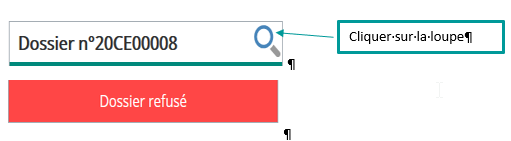 Dossier n°20CE00008
Cliquer·sur·la·loupe¶
¶
Dossier refusé
¶